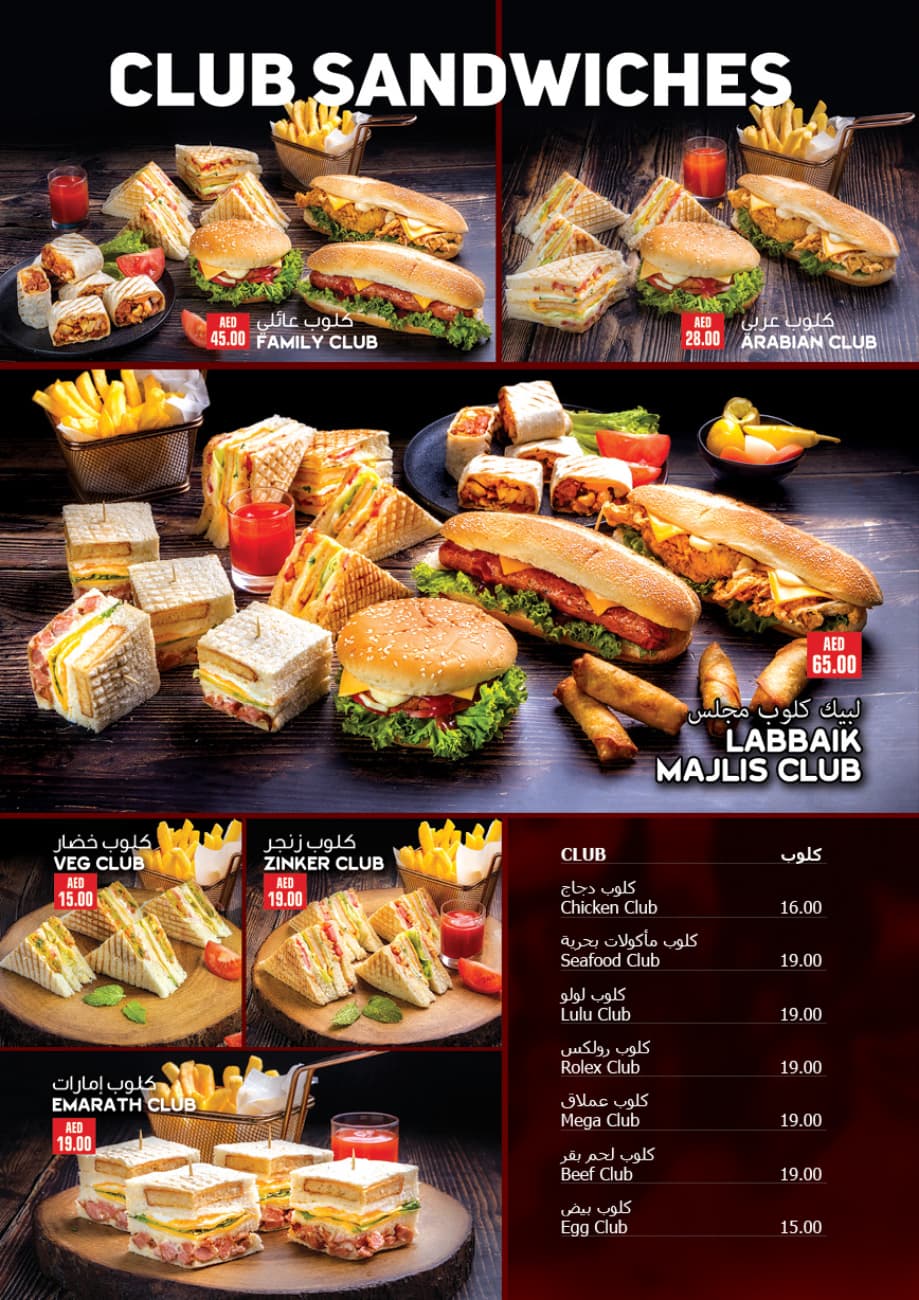 CLUB SANDWICHES
AED
45.00
كلوب عائلي
FAMILY CLUB
AED
28.00
كلوب عربي
ARABIAN CLUB
AED
65.00
لبيك كلوب مجلس
LABBAIK
MAJLIS CLUB
كلوب خضار
VEG CLUB
AED
15.00
كلوب زنجر
ZINKER CLUB
AED
19.00
كلوب إمارات
EMARATH CLUB
AED
19.00
CLUB كلوب
كلوب دجاج
Chicken Club 16.00
كلوب مأكولات بحرية
Seafood Club 19.00
كلوب لولو
Lulu Club 19.00
كلوب رولكس
Rolex Club 19.00
كلوب عملاق
Mega Club 19.00
كلوب لحم بقر
Beef Club 19.00
كلوب بيض
Egg Club 15.00